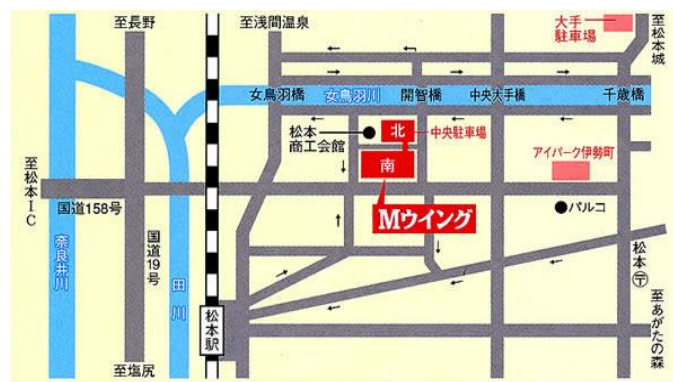 至長野
至浅間温泉
大手
駐車場
至松本城
女鳥羽橋
女鳥羽川
開智橋
中央大手橋
千歳橋
松本
商工会館
北
中央駐車場
南
アイパーク伊勢町
至松本IC
国道158号
Mウイング
パルコ
奈良井川
国道19号
田川
松本駅
松本〒
至あがたの森
至塩尻